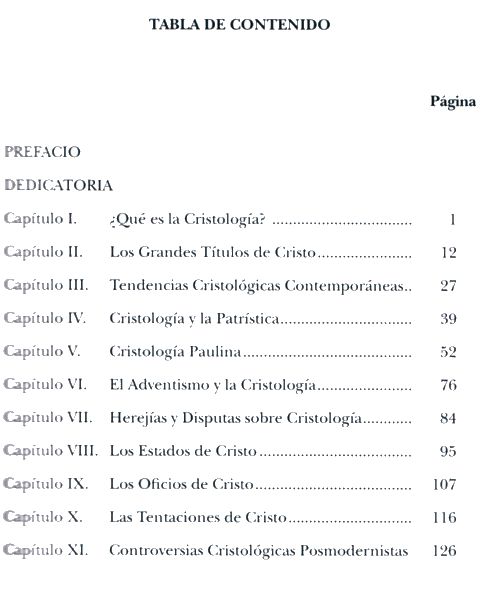 TABLA DE CONTENIDO
Página
PREFACIO
DEDICATORIA
Capítulo I. ¿Qué es la Cristología? .................................. 1
Capítulo II. Los Grandes Títulos de Cristo....................... 12
Capítulo III. Tendencias Cristológicas Contemporáneas.. 27
Capítulo IV. Cristología y la Patrística................................ 39
Capítulo V. Cristología Paulina......................................... 52
Capítulo VI. El Adventismo y la Cristología....................... 76
Capítulo VII. Herejías y Disputas sobre Cristología............ 84
Capítulo VIII. Los Estados de Cristo ..................................... 95
Capítulo IX. Los Oficios de Cristo...................................... 107
Capítulo X. Las Tentaciones de Cristo.............................. 116
Capítulo XI. Controversias Cristológicas Posmodernistas 126